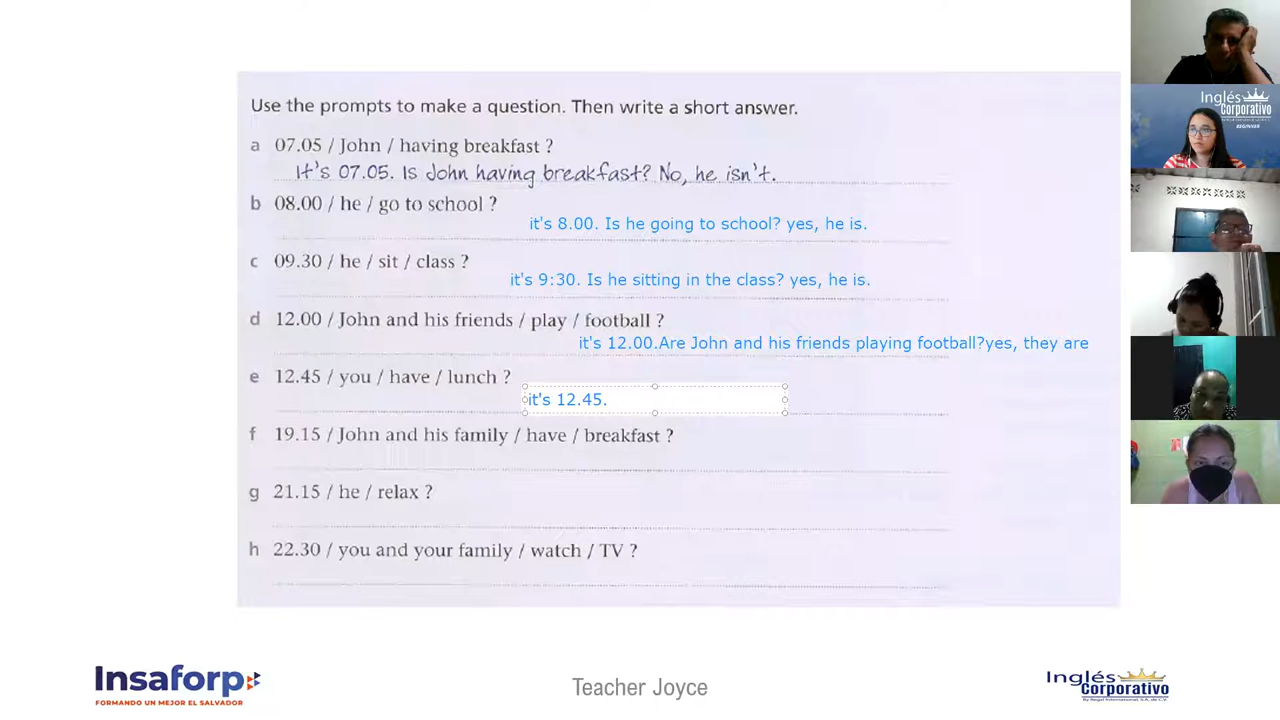 Inglés
Corporativo
BEGINNER
Use the prompts to make a question. Then write a short answer.
a 07.05 / John / having breakfast ?
It's 07.05. Is John having breakfast? No, he isn't.
b 08.00 / he / go to school ?
it's 8.00. Is he going to school? yes, he is.
c 09.30 / he / sit / class ?
it's 9:30. Is he sitting in the class? yes, he is.
d 12.00 / John and his friends / play / football ?
it's 12.00.Are John and his friends playing football?yes, they are
e 12.45 / you / have / lunch ?
it's 12.45.
f 19.15 / John and his family / have / breakfast ?
g 21.15 / he / relax ?
h 22.30 / you and your family / watch / TV ?
Insaforp
FORMANDO UN MEJOR EL SALVADOR
Teacher Joyce
Inglés
Corporativo
By Regal International, S.A. de C.V.